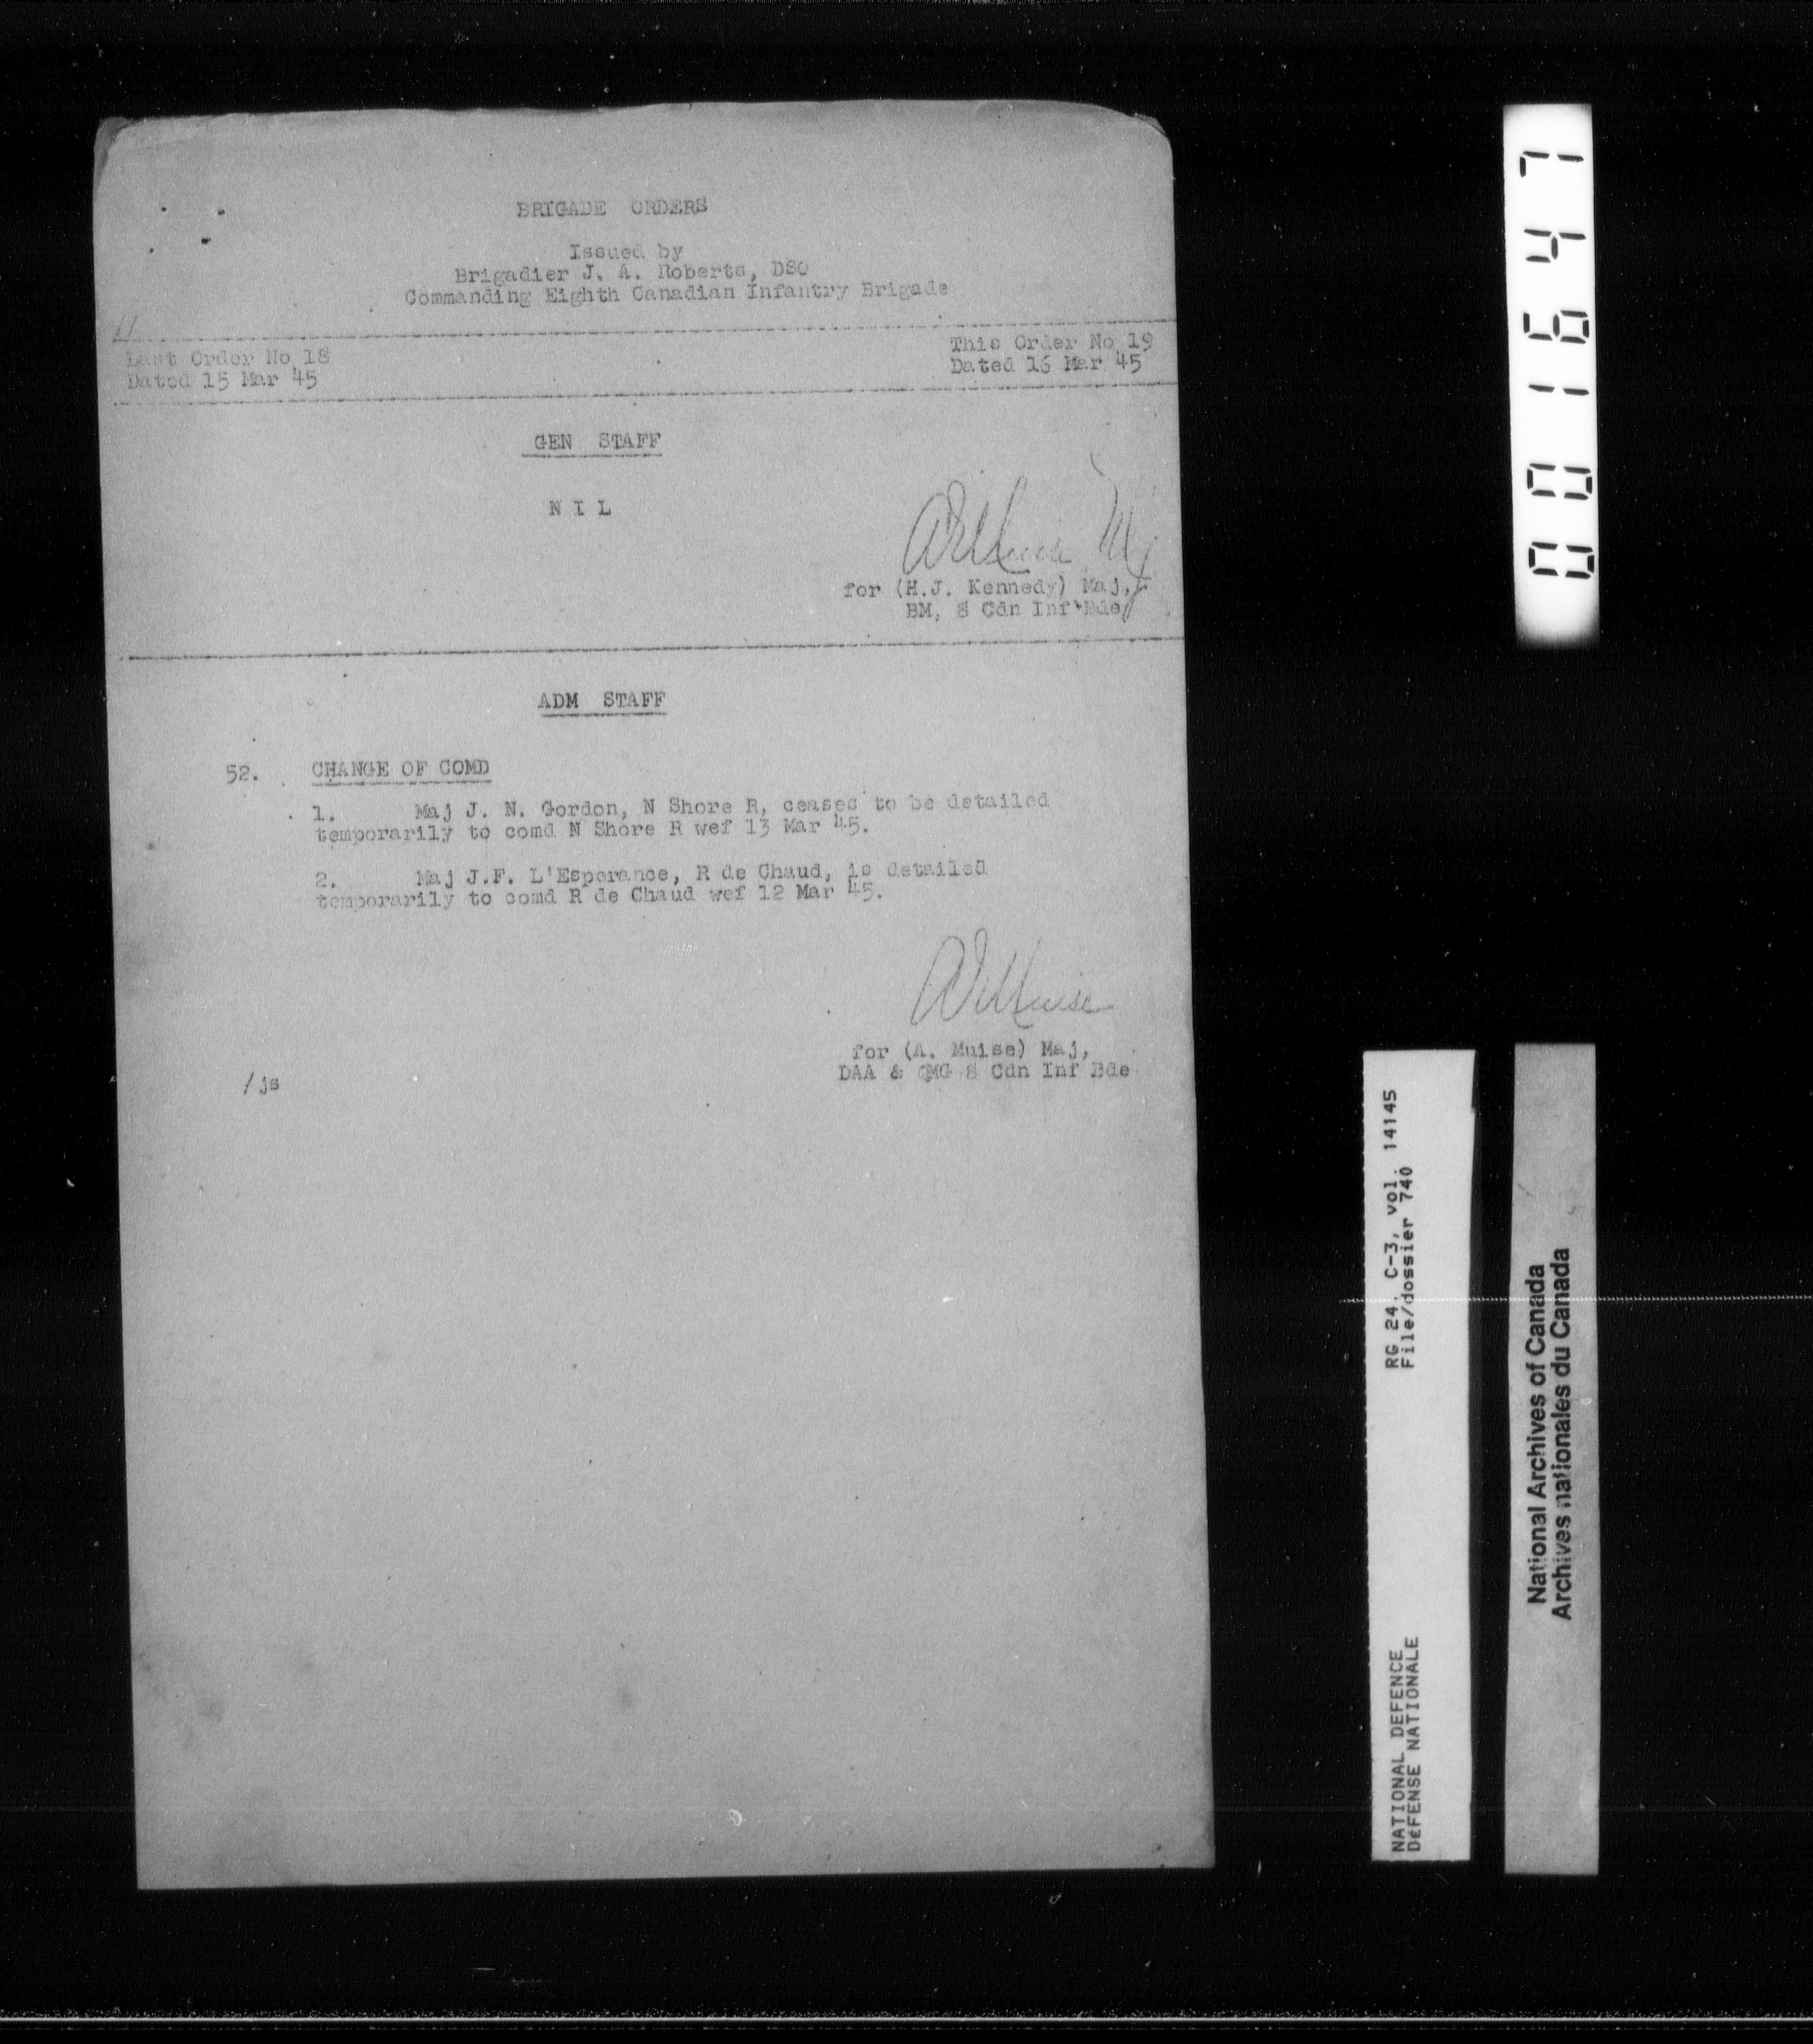 BRIGADE ORDERS
Issued by
Brigadier J. A. Roberts, DSO
Commanding Eighth Canadian Infantry Brigade
Last Order No 18
Dated 15 Mar 45
This Order No 19
Dated 16 Mar 45
GEN STAFF
N I L
for (H.J. Kennedy) Maj,
BM, 8 Cdn Inf Bde
ADM STAFF
52. CHANGE OF COMD
1. Maj J. N. Gordon, N Shore R, ceases to be detailed
temporarily to comd N Shore R wef 13 Mar 45.
2. Maj J.F. L'Esperance, R de Chaud, is detailed
temporarily to comd R de Chaud wef 12 Mar 45.
Muise
for (A. Muise) Maj,
DAA & QMG 8 Cdn Inf Bde
/js
001647
RG 24, C-3, vol. 14145
File/dossier 740
NATIONAL DEFENCE
DÉFENSE NATIONALE
National Archives of Canada
Archives nationales du Canada